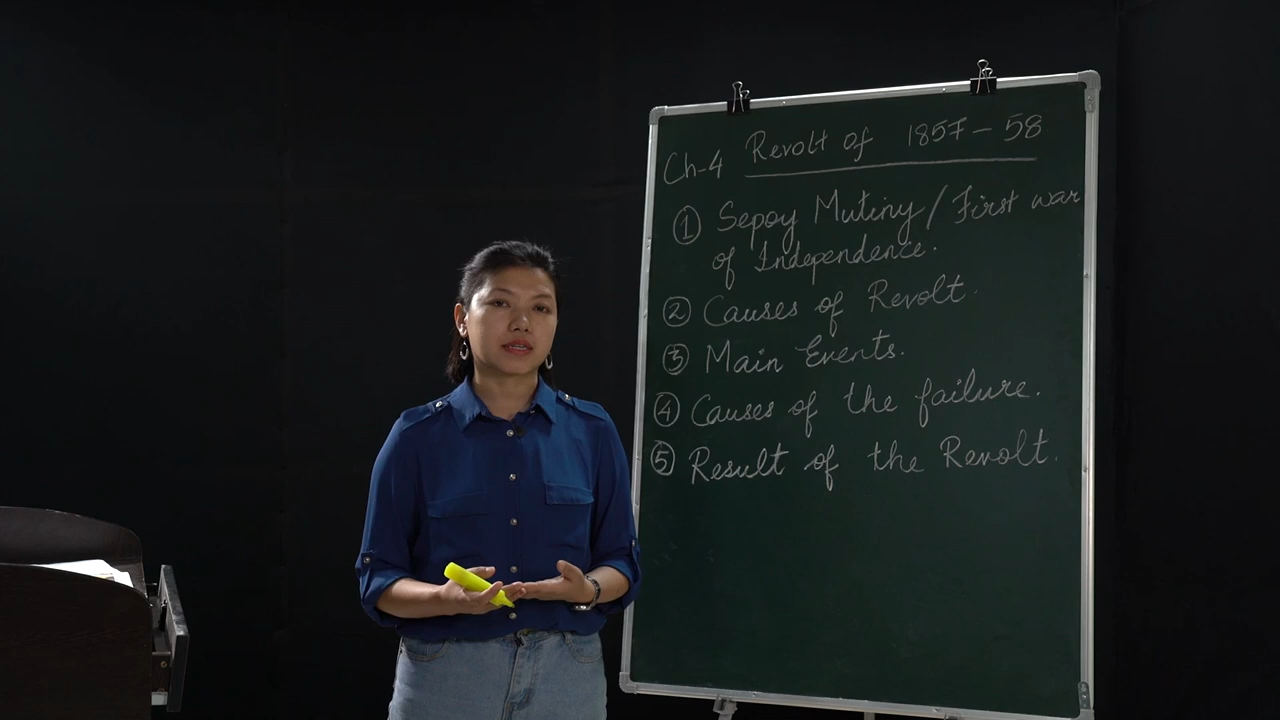 Ch-4 Revolt of 1857-58
① Sepoy Mutiny / First war
of Independence.
② Causes of Revolt.
③ Main Events.
④ Causes of the failure.
⑤ Result of the Revolt.